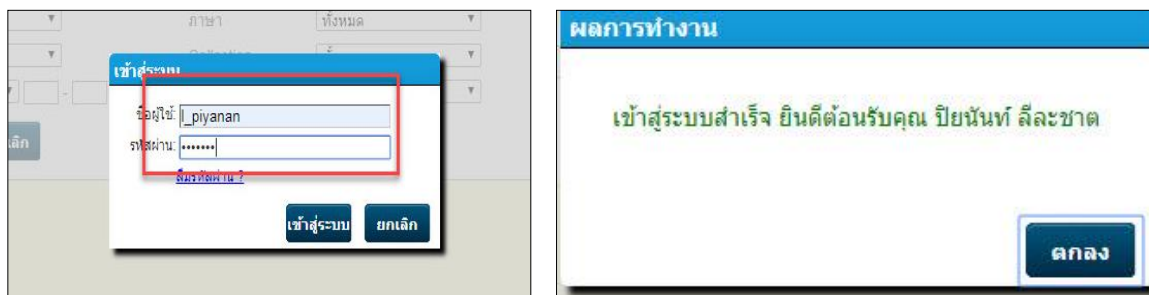 ภาษา ทั้งหมด
เข้าสู่ระบบ
ชื่อผู้ใช้: l_piyanan
รหัสผ่าน: •••••••
ลืมรหัสผ่าน ?
เข้าสู่ระบบ ยกเลิก
ผลการทำงาน
เข้าสู่ระบบสำเร็จ ยินดีต้อนรับคุณ ปิยนันท์ ลีละชาต
ตกลง